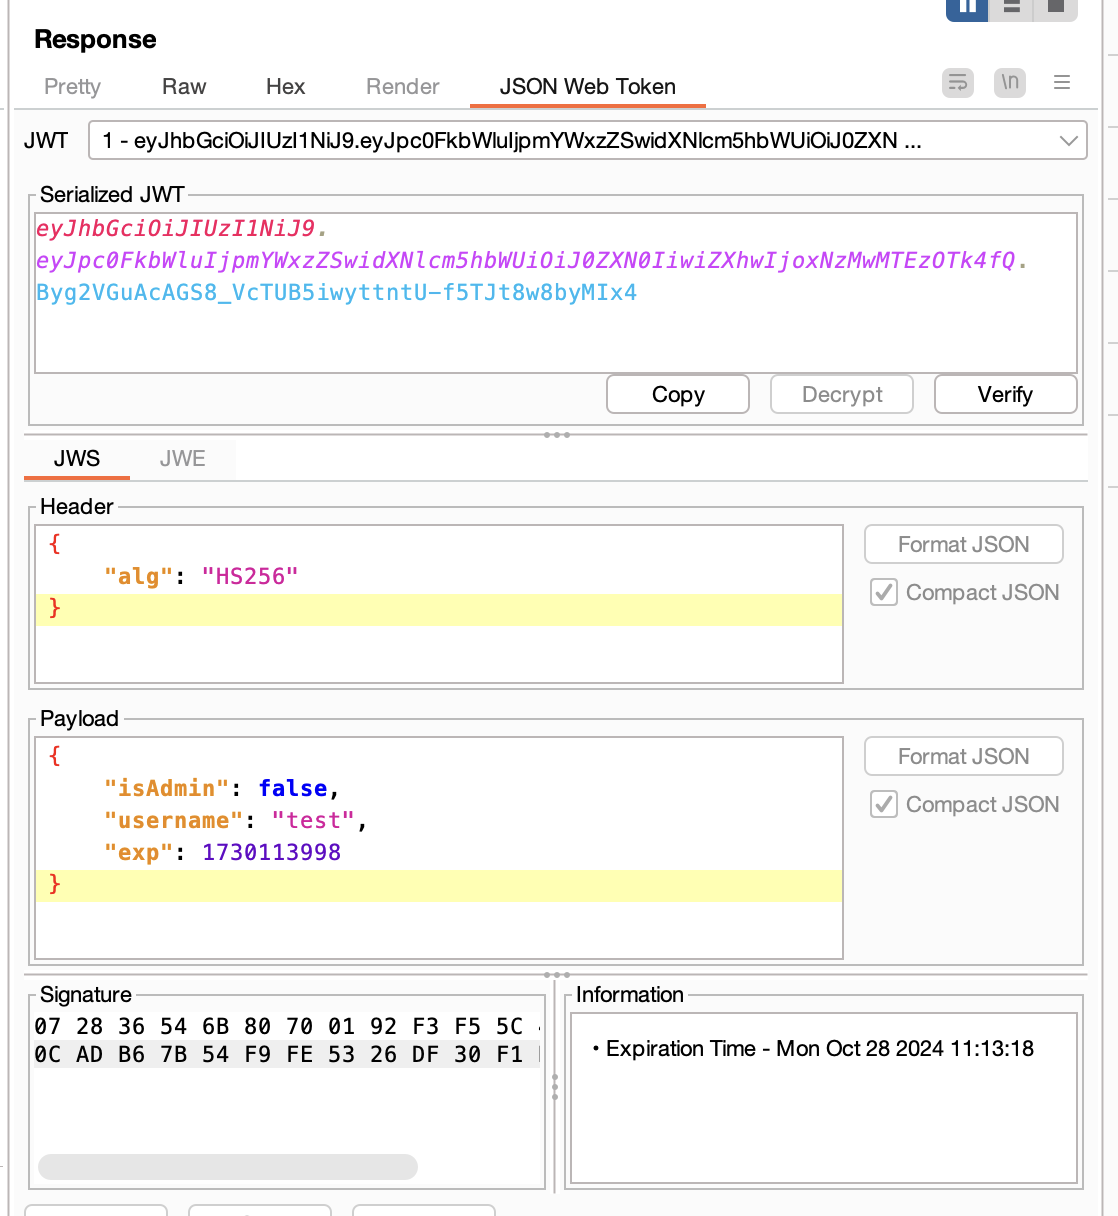 Response
Pretty Raw Hex Render JSON Web Token \n
JWT 1 - eyJhbGciOiJIUzI1NiJ9.eyJpc0FkbWluIjpmYWxzZSwidXNlcm5hbWUiOiJ0ZXN ...
Serialized JWT
eyJhbGciOiJIUzI1NiJ9.
eyJpc0FkbWluIjpmYWxzZSwidXNlcm5hbWUiOiJ0ZXN0IiwiZXhwIjoxNzMwMTEzOTk4fQ.
Byg2VGuAcAGS8_VcTUB5iwyttntU-f5TJt8w8byMIx4
Copy Decrypt Verify
JWS JWE
Header
{
"alg": "HS256"
}
Format JSON
Compact JSON
Payload
{
"isAdmin": false,
"username": "test",
"exp": 1730113998
}
Format JSON
Compact JSON
Signature
07 28 36 54 6B 80 70 01 92 F3 F5 5C
0C AD B6 7B 54 F9 FE 53 26 DF 30 F1
Information
• Expiration Time - Mon Oct 28 2024 11:13:18